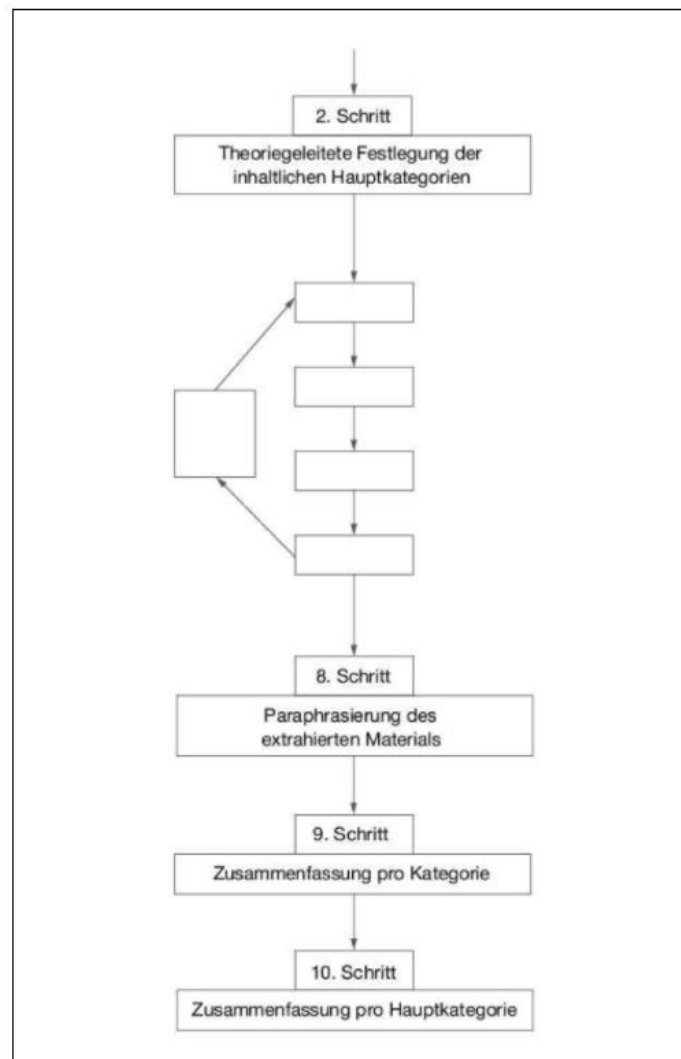 2. Schritt
Theoriegeleitete Festlegung der
inhaltlichen Hauptkategorien
8. Schritt
Paraphrasierung des
extrahierten Materials
9. Schritt
Zusammenfassung pro Kategorie
10. Schritt
Zusammenfassung pro Hauptkategorie